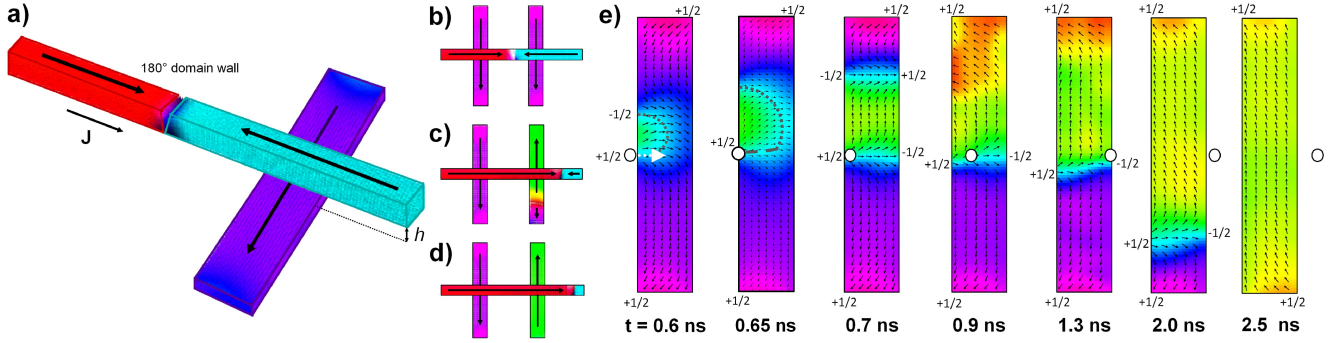 a)
180° domain wall
J
h
b)
c)
d)
e)
+1/2
-1/2
+1/2
+1/2
t = 0.6 ns
+1/2
+1/2
+1/2
0.65 ns
+1/2
-1/2
+1/2
+1/2
-1/2
+1/2
0.7 ns
+1/2
+1/2
-1/2
+1/2
0.9 ns
+1/2
+1/2
-1/2
+1/2
1.3 ns
+1/2
+1/2
-1/2
+1/2
2.0 ns
+1/2
+1/2
2.5 ns